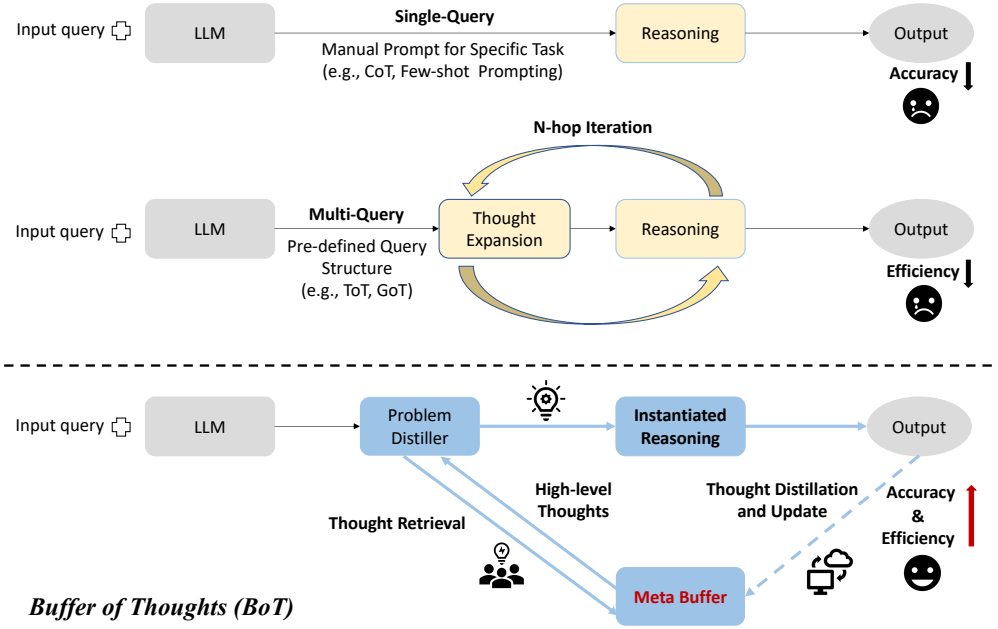 Input query
LLM
Single-Query
Manual Prompt for Specific Task
(e.g., CoT, Few-shot Prompting)
Reasoning
Output
Accuracy
N-hop Iteration
Input query
LLM
Multi-Query
Pre-defined Query
Structure
(e.g., ToT, GoT)
Thought
Expansion
Reasoning
Output
Efficiency
Input query
LLM
Problem
Distiller
Instantiated
Reasoning
Output
Thought Retrieval
High-level
Thoughts
Thought Distillation
and Update
Accuracy
&
Efficiency
Meta Buffer
Buffer of Thoughts (BoT)